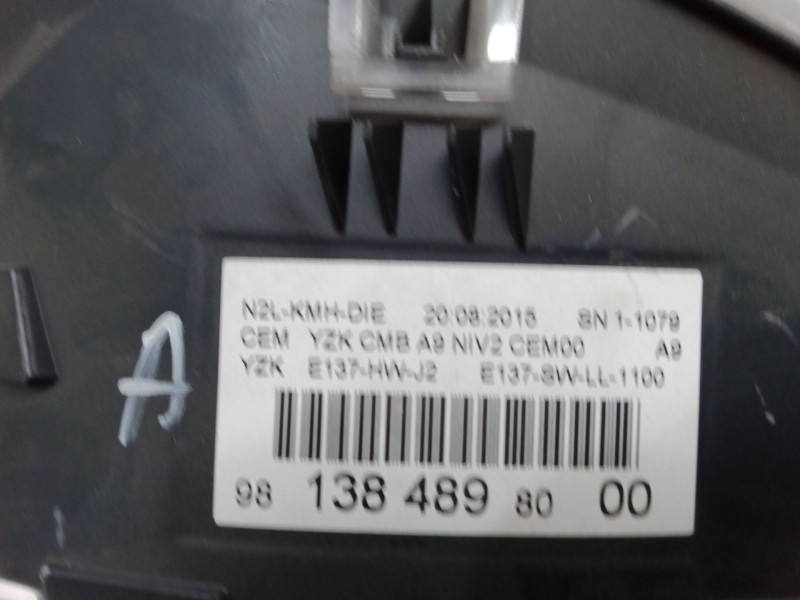 A
N2L-KMH-DIE 20:08:2015 SN 1-1079
CEM YZK CMB A9 NIV2 CEM00 A9
YZK E137-HW-J2 E137-SW-LL-1100
98 138 489 80 00